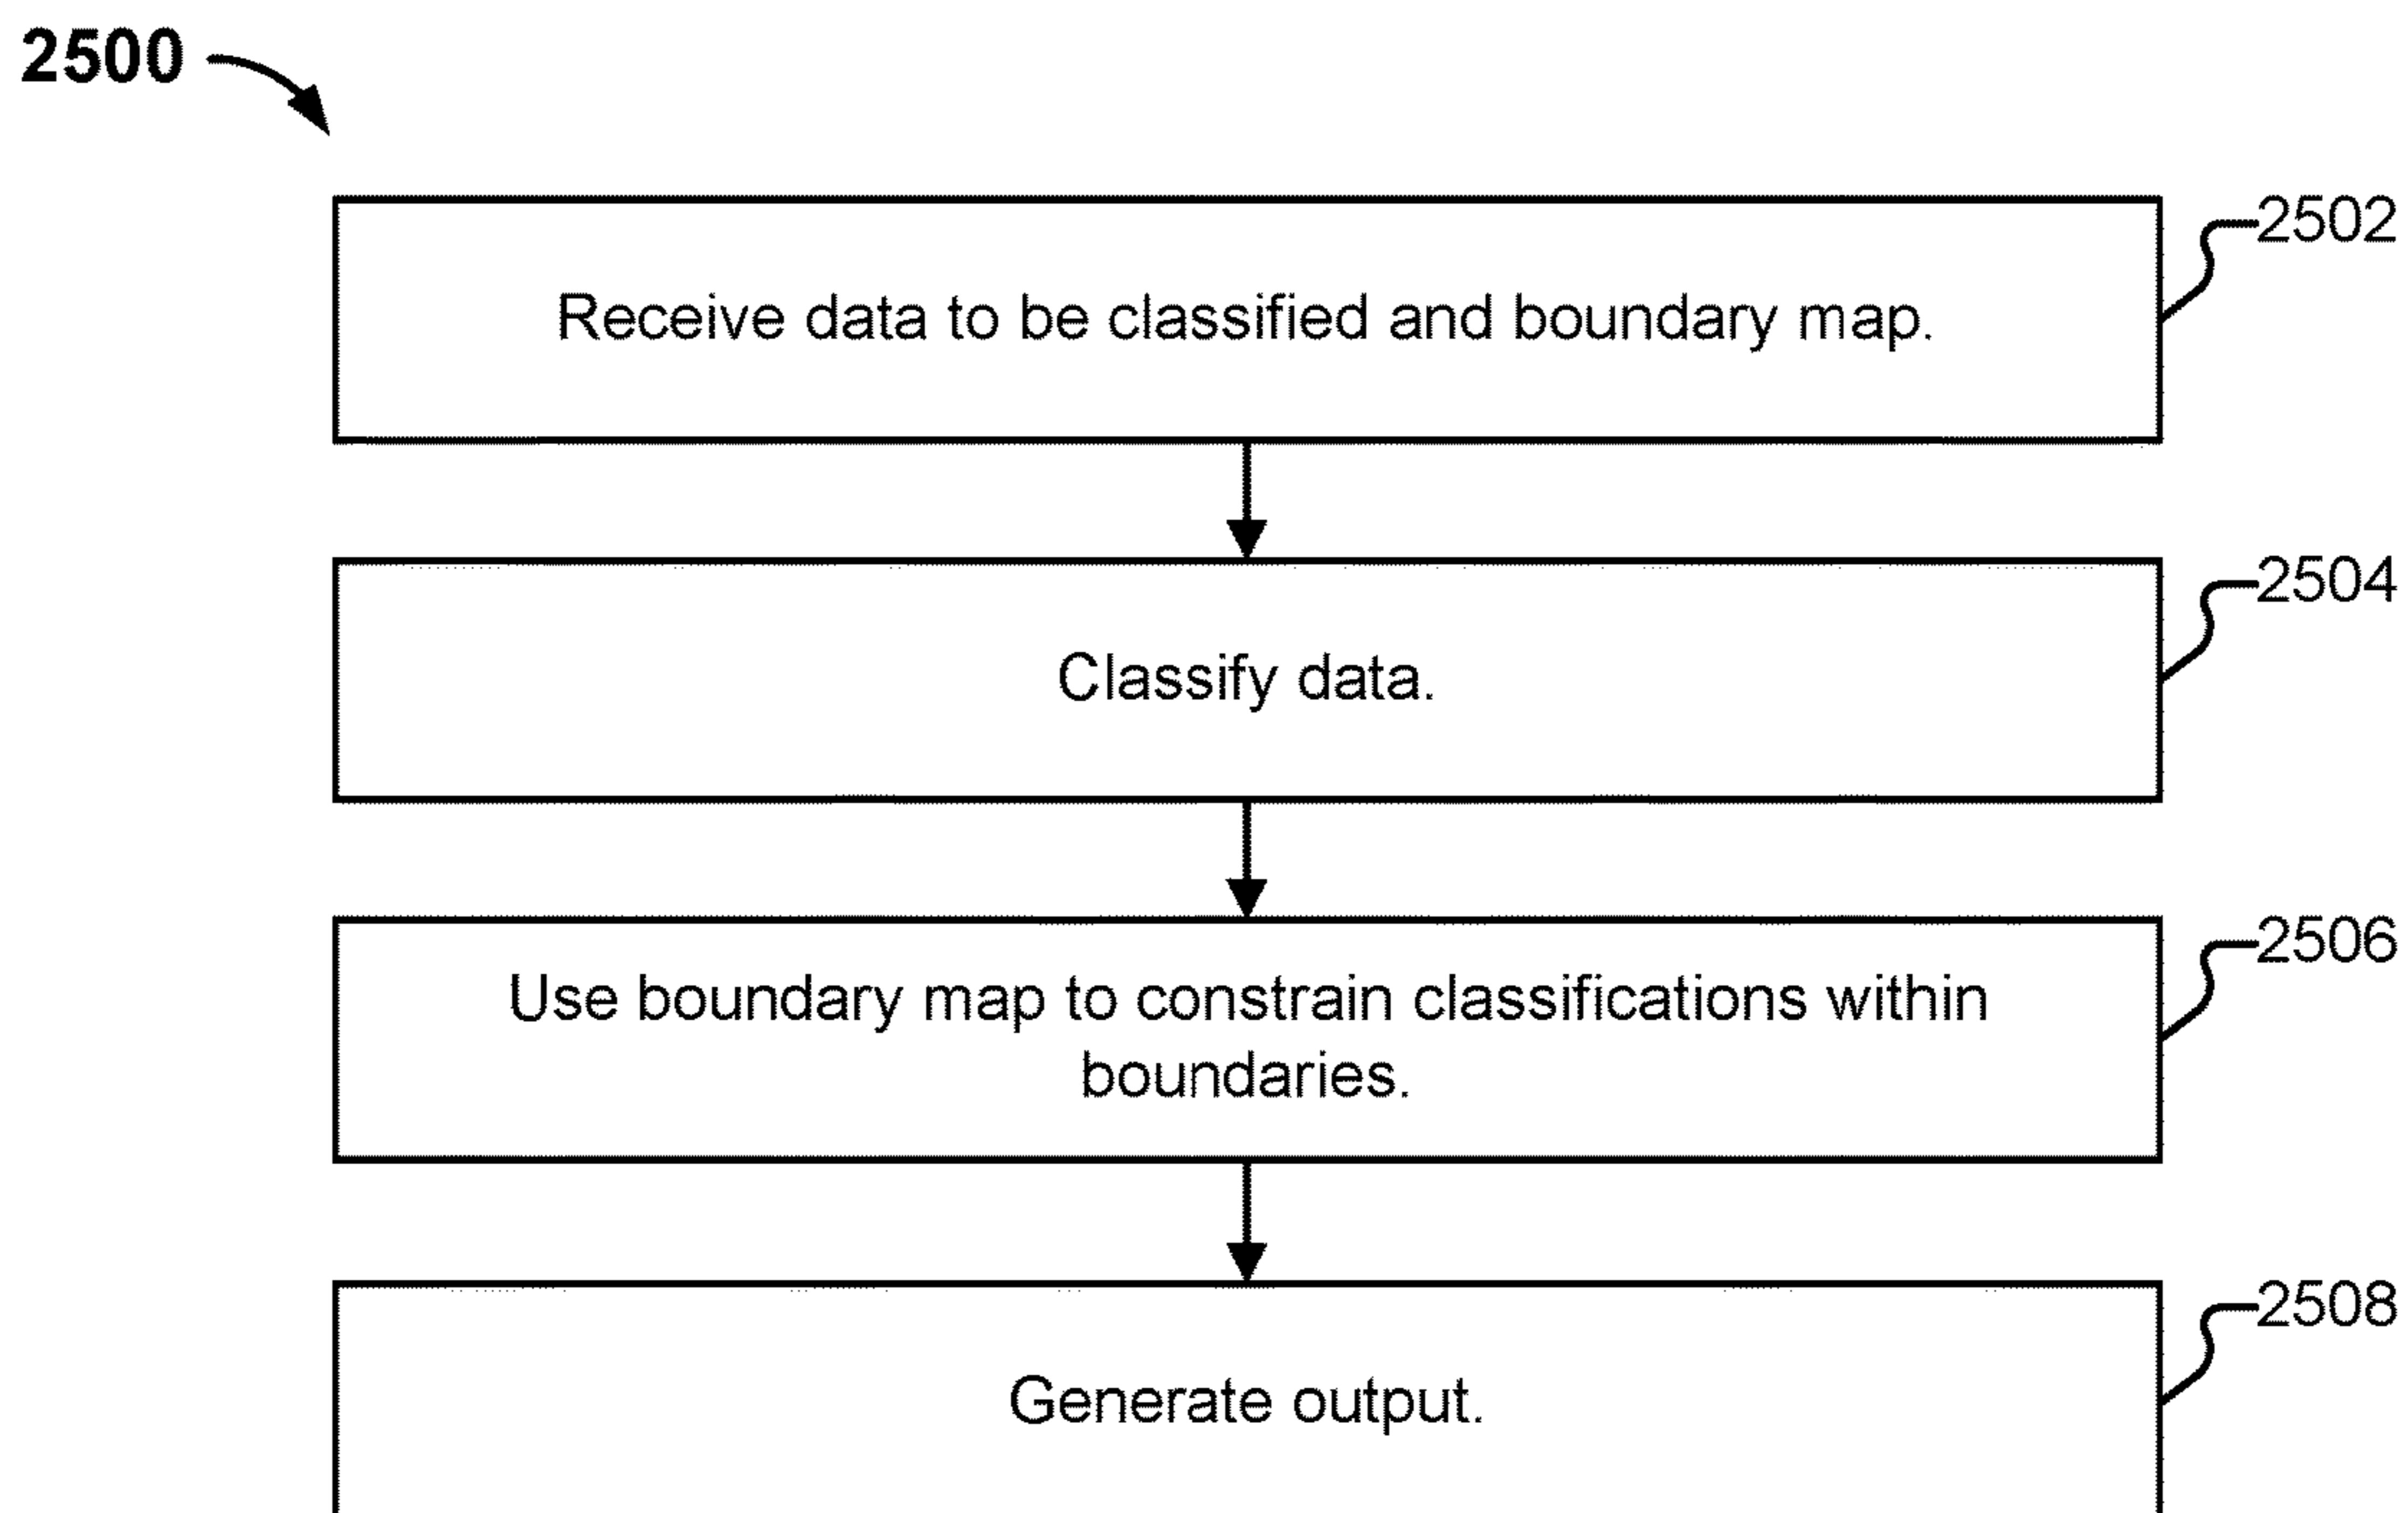 2500
Receive data to be classified and boundary map.
2502
Classify data.
2504
Use boundary map to constrain classifications within
boundaries.
2506
Generate output.
2508